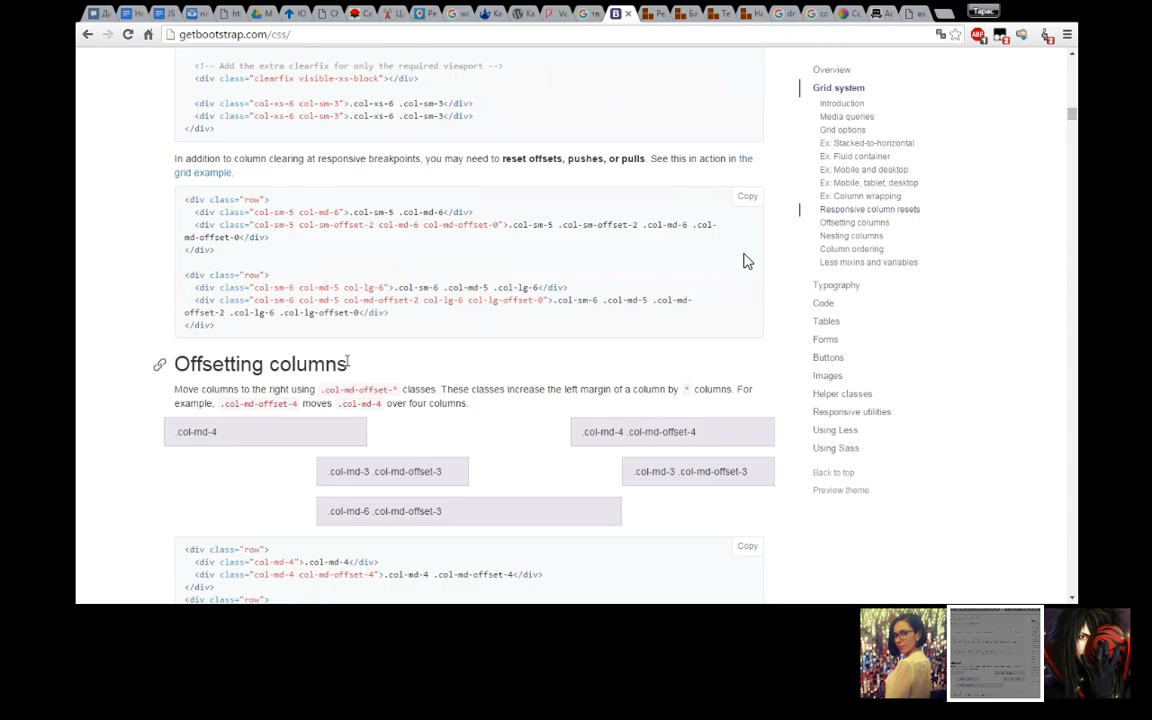 Тарас
getbootstrap.com/css/
<!-- Add the extra clearfix for only the required viewport -->
<div class="clearfix visible-xs-block"></div>
<div class="col-xs-6 col-sm-3">.col-xs-6 .col-sm-3</div>
<div class="col-xs-6 col-sm-3">.col-xs-6 .col-sm-3</div>
</div>
In addition to column clearing at responsive breakpoints, you may need to reset offsets, pushes, or pulls. See this in action in the
grid example.
Copy
<div class="row">
<div class="col-sm-5 col-md-6">.col-sm-5 .col-md-6</div>
<div class="col-sm-5 col-sm-offset-2 col-md-6 col-md-offset-0">.col-sm-5 .col-sm-offset-2 .col-md-6 .col-
md-offset-0</div>
</div>
<div class="row">
<div class="col-sm-6 col-md-5 col-lg-6">.col-sm-6 .col-md-5 .col-lg-6</div>
<div class="col-sm-6 col-md-5 col-md-offset-2 col-lg-6 col-lg-offset-0">.col-sm-6 .col-md-5 .col-md-
offset-2 .col-lg-6 .col-lg-offset-0</div>
</div>
Offsetting columns
Move columns to the right using .col-md-offset-* classes. These classes increase the left margin of a column by * columns. For
example, .col-md-offset-4 moves .col-md-4 over four columns.
.col-md-4
.col-md-4 .col-md-offset-4
.col-md-3 .col-md-offset-3
.col-md-3 .col-md-offset-3
.col-md-6 .col-md-offset-3
Copy
<div class="row">
<div class="col-md-4">.col-md-4</div>
<div class="col-md-4 col-md-offset-4">.col-md-4 .col-md-offset-4</div>
</div>
<div class="row">
Overview
Grid system
Introduction
Media queries
Grid options
Ex: Stacked-to-horizontal
Ex: Fluid container
Ex: Mobile and desktop
Ex: Mobile, tablet, desktop
Ex: Column wrapping
Responsive column resets
Offsetting columns
Nesting columns
Column ordering
Less mixins and variables
Typography
Code
Tables
Forms
Buttons
Images
Helper classes
Responsive utilities
Using Less
Using Sass
Back to top
Preview theme